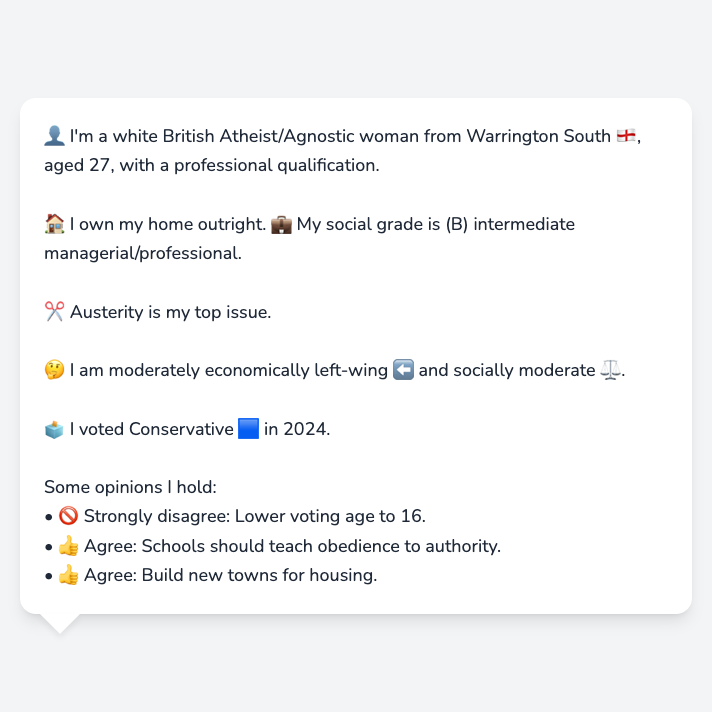 👤 I'm a white British Atheist/Agnostic woman from Warrington South 🏴󠁧󠁢󠁥󠁮󠁧󠁿,
aged 27, with a professional qualification.
🏠 I own my home outright. 💼 My social grade is (B) intermediate
managerial/professional.
✂️ Austerity is my top issue.
🤔 I am moderately economically left-wing ⬅️ and socially moderate ⚖️.
🗳️ I voted Conservative 🟦 in 2024.
Some opinions I hold:
• 🚫 Strongly disagree: Lower voting age to 16.
• 👍 Agree: Schools should teach obedience to authority.
• 👍 Agree: Build new towns for housing.